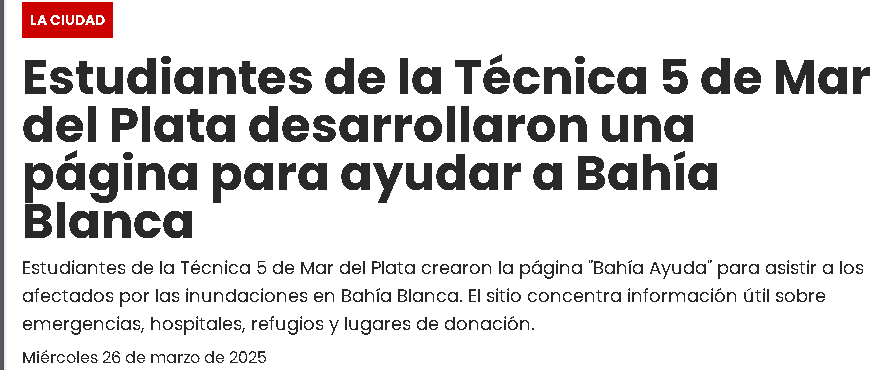 LA CIUDAD
Estudiantes de la Técnica 5 de Mar
del Plata desarrollaron una
página para ayudar a Bahía
Blanca
Estudiantes de la Técnica 5 de Mar del Plata crearon la página "Bahía Ayuda" para asistir a los
afectados por las inundaciones en Bahía Blanca. El sitio concentra información útil sobre
emergencias, hospitales, refugios y lugares de donación.
Miércoles 26 de marzo de 2025